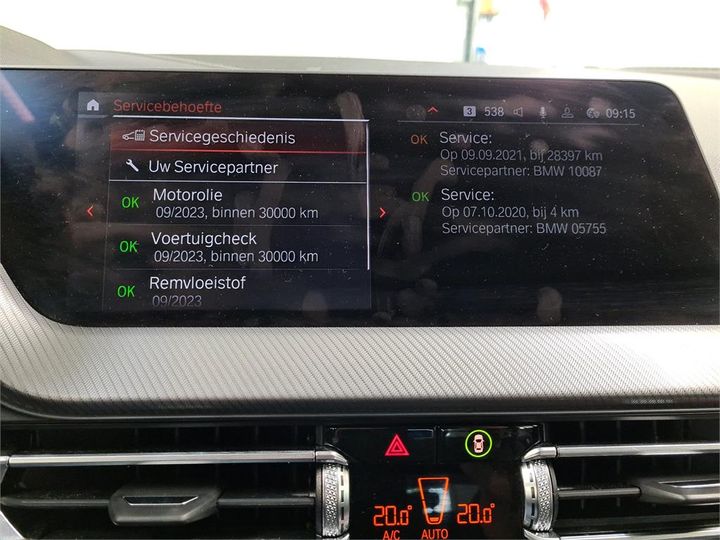 Servicebehoefte
3 538 09:15
Servicegeschiedenis
Uw Servicepartner
OK Motorolie
09/2023, binnen 30000 km
OK Voertuigcheck
09/2023, binnen 30000 km
OK Remvloeistof
09/2023
OK Service:
Op 09.09.2021, bij 28397 km
Servicepartner: BMW 10087
OK Service:
Op 07.10.2020, bij 4 km
Servicepartner: BMW 05755
20.0 20.0
A/C AUTO